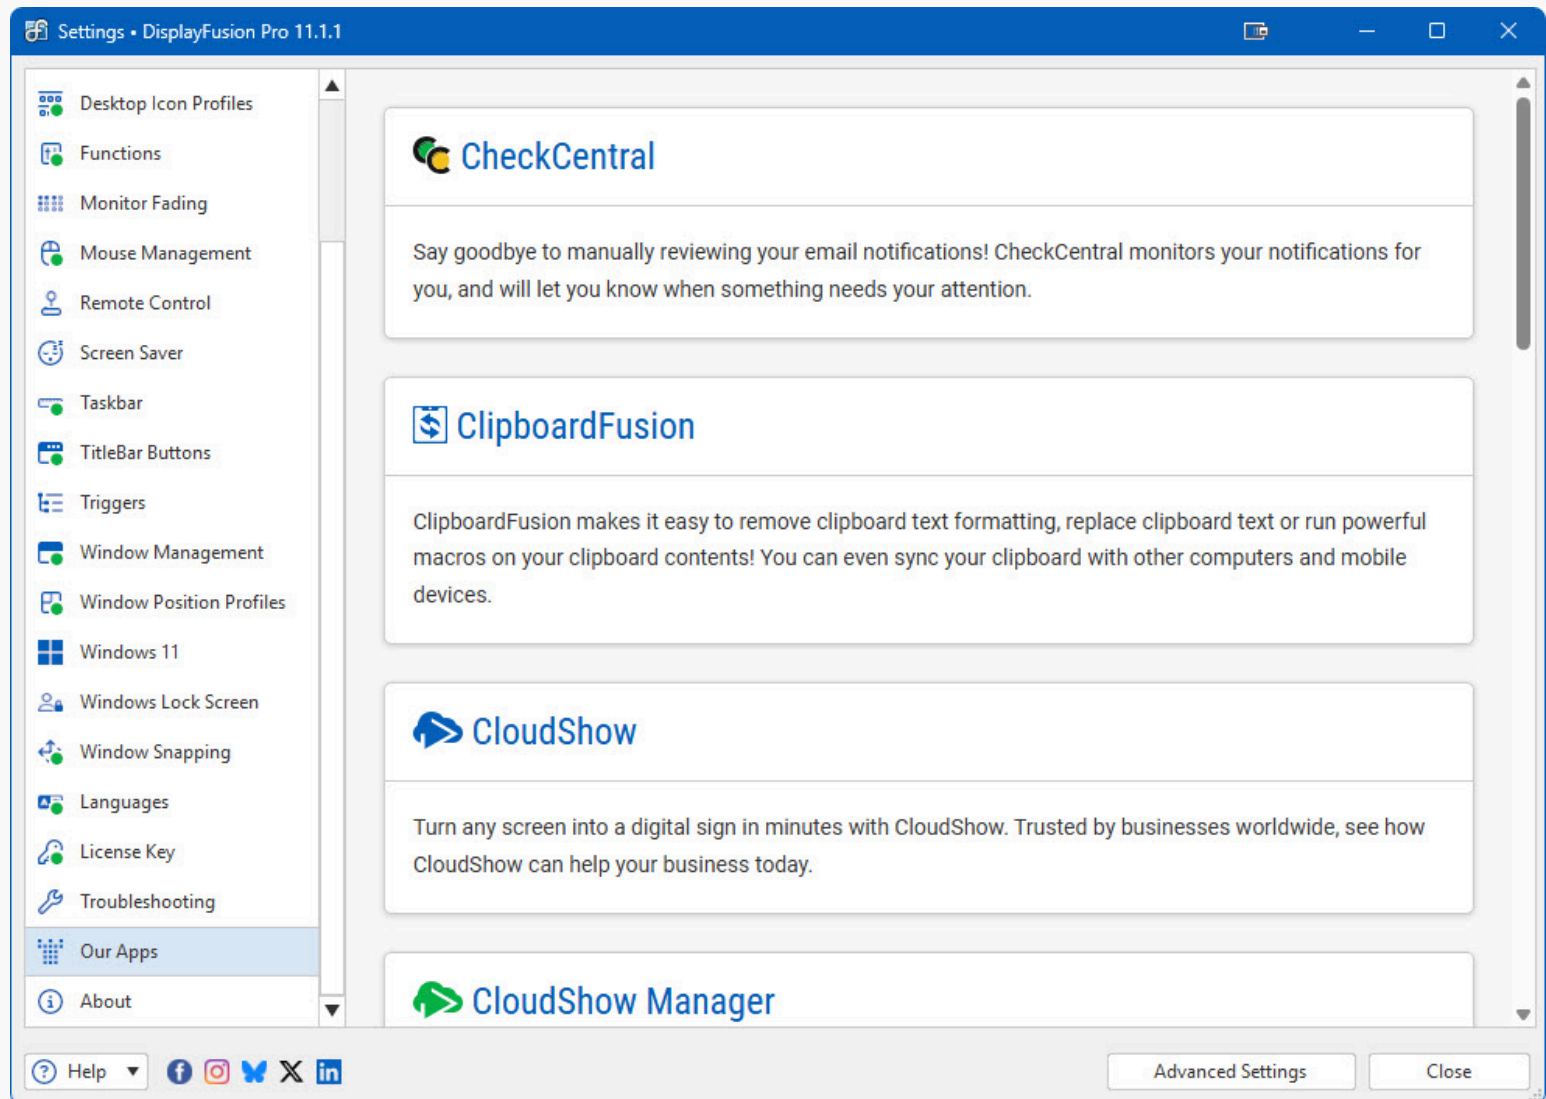 Settings • DisplayFusion Pro 11.1.1
Desktop Icon Profiles
Functions
Monitor Fading
Mouse Management
Remote Control
Screen Saver
Taskbar
TitleBar Buttons
Triggers
Window Management
Window Position Profiles
Windows 11
Windows Lock Screen
Window Snapping
Languages
License Key
Troubleshooting
Our Apps
About
CheckCentral
Say goodbye to manually reviewing your email notifications! CheckCentral monitors your notifications for
you, and will let you know when something needs your attention.
ClipboardFusion
ClipboardFusion makes it easy to remove clipboard text formatting, replace clipboard text or run powerful
macros on your clipboard contents! You can even sync your clipboard with other computers and mobile
devices.
CloudShow
Turn any screen into a digital sign in minutes with CloudShow. Trusted by businesses worldwide, see how
CloudShow can help your business today.
CloudShow Manager
Help
Advanced Settings
Close